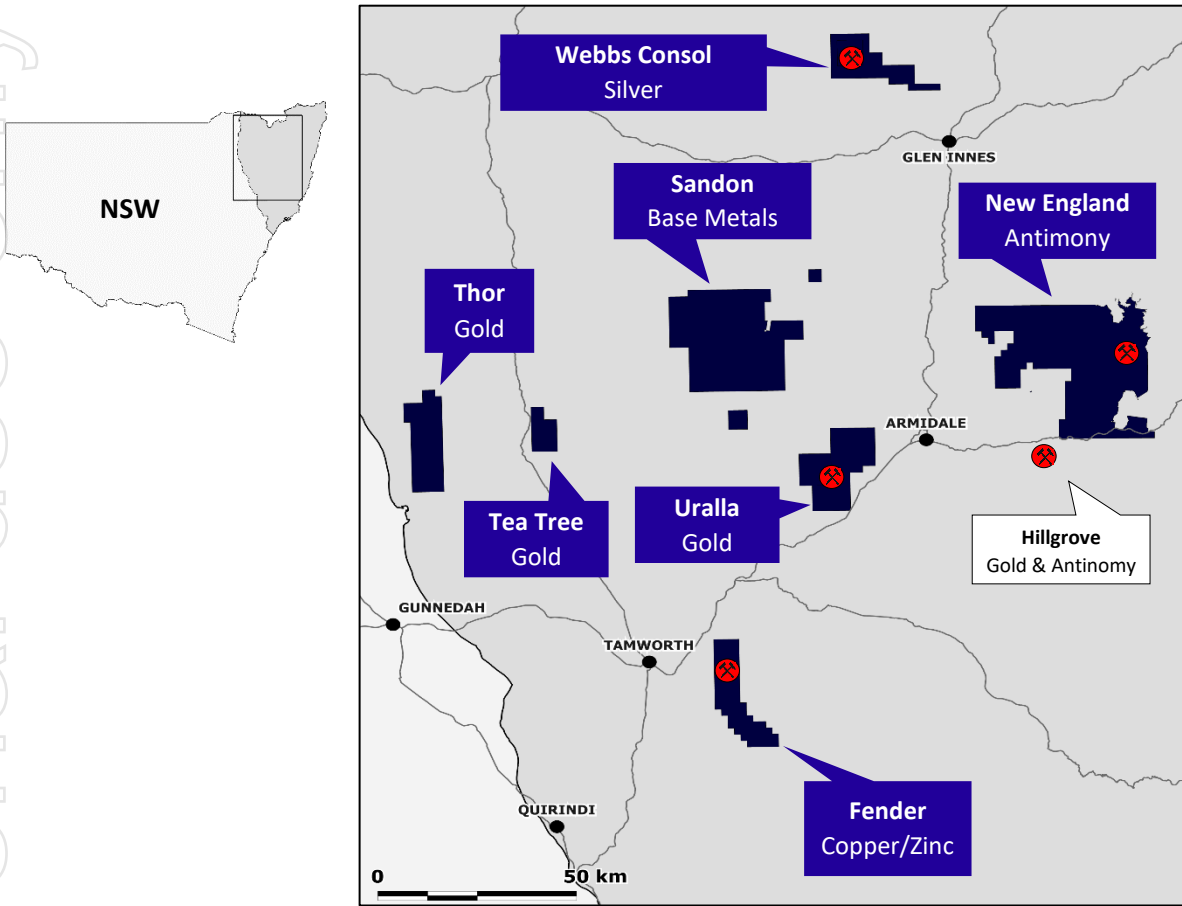 NSW
Webbs Consol
Silver
GLEN INNES
Sandon
Base Metals
New England
Antimony
Thor
Gold
ARMIDALE
Tea Tree
Gold
Uralla
Gold
Hillgrove
Gold & Antinomy
GUNNEDAH
TAMWORTH
QUIRINDI
Fender
Copper/Zinc
0 50 km